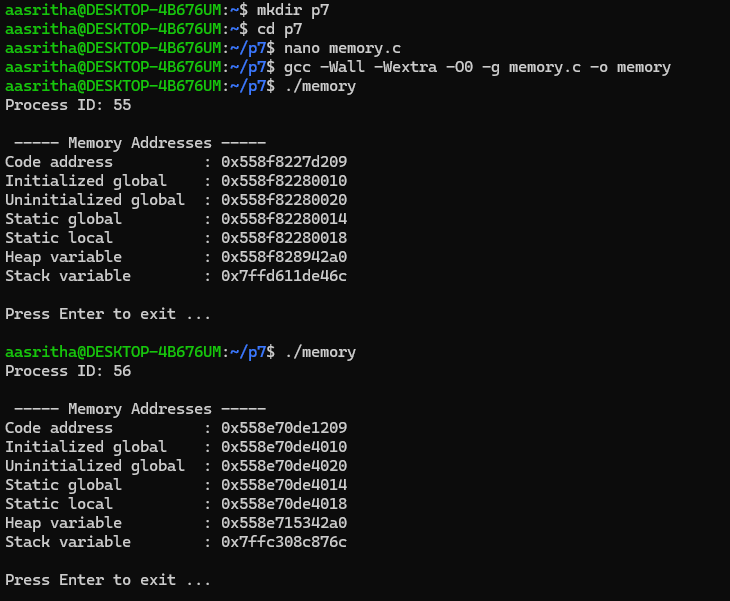 aasritha@DESKTOP-4B676UM:~$ mkdir p7
aasritha@DESKTOP-4B676UM:~$ cd p7
aasritha@DESKTOP-4B676UM:~/p7$ nano memory.c
aasritha@DESKTOP-4B676UM:~/p7$ gcc -Wall -Wextra -O0 -g memory.c -o memory
aasritha@DESKTOP-4B676UM:~/p7$ ./memory
Process ID: 55
----- Memory Addresses -----
Code address          : 0x558f8227d209
Initialized global    : 0x558f82280010
Uninitialized global  : 0x558f82280020
Static global         : 0x558f82280014
Static local          : 0x558f82280018
Heap variable         : 0x558f828942a0
Stack variable        : 0x7ffd611de46c
Press Enter to exit ...
aasritha@DESKTOP-4B676UM:~/p7$ ./memory
Process ID: 56
----- Memory Addresses -----
Code address          : 0x558e70de1209
Initialized global    : 0x558e70de4010
Uninitialized global  : 0x558e70de4020
Static global         : 0x558e70de4014
Static local          : 0x558e70de4018
Heap variable         : 0x558e715342a0
Stack variable        : 0x7ffc308c876c
Press Enter to exit ...